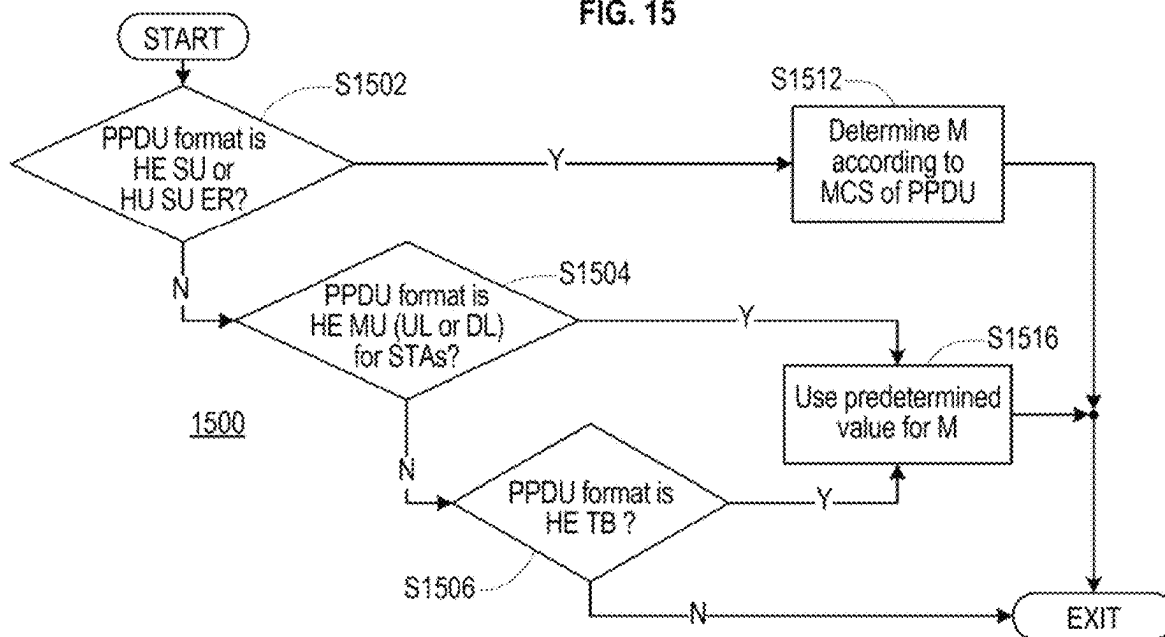 FIG. 15
START
S1502
PPDU format is
HE SU or
HU SU ER?
Y
S1512
Determine M
according to
MCS of PPDU
N
S1504
PPDU format is
HE MU (UL or DL)
for STAs?
Y
S1516
Use predetermined
value for M
1500
N
PPDU format is
HE TB ?
Y
S1506
N
EXIT